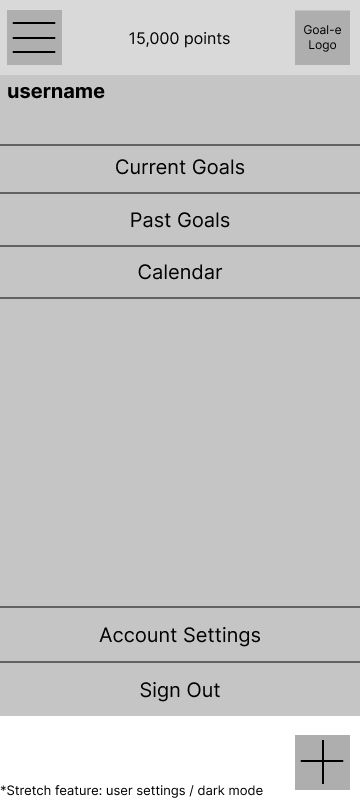 15,000 points
Goal-e
Logo
username
Current Goals
Past Goals
Calendar
Account Settings
Sign Out
*Stretch feature: user settings / dark mode